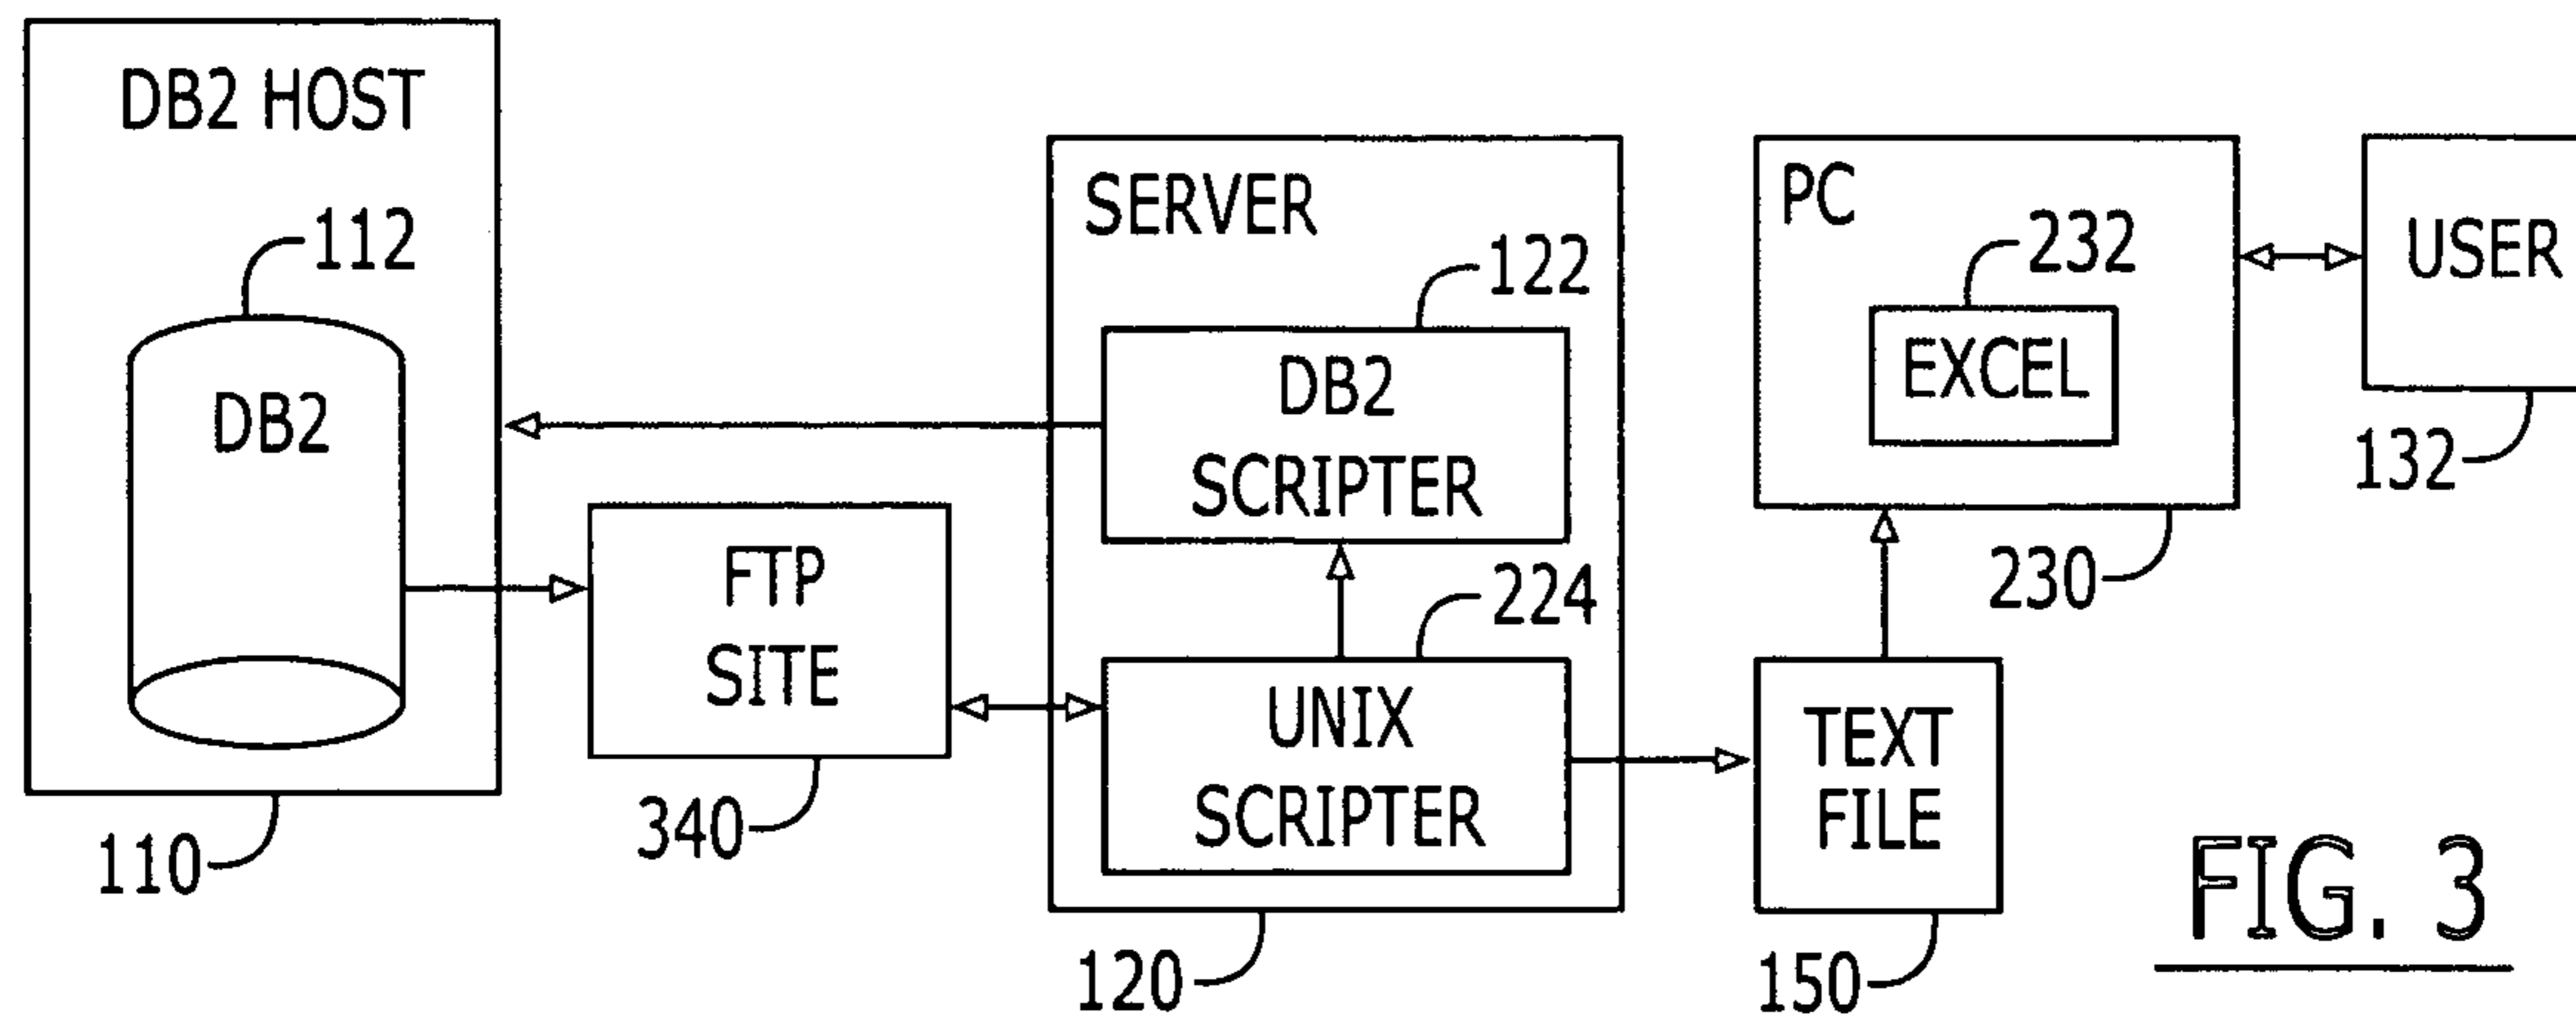 DB2 HOST
112
DB2
110
FTP
SITE
340
SERVER
122
DB2
SCRIPTER
224
UNIX
SCRIPTER
120
PC
232
EXCEL
230
USER
132
TEXT
FILE
150
FIG. 3